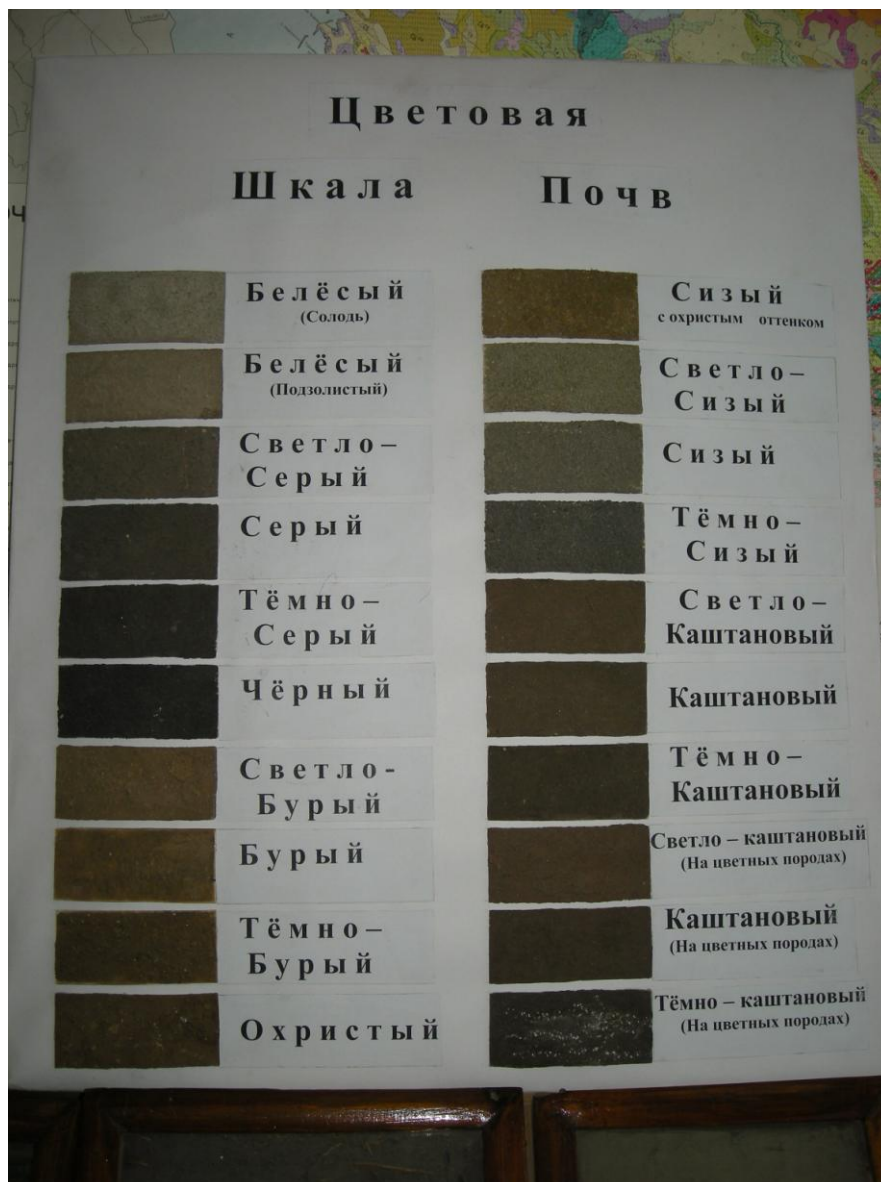 Цветовая
Шкала Почв
Белёсый
(Солодь)
Белёсый
(Подзолистый)
Светло–
Серый
Серый
Тёмно–
Серый
Чёрный
Светло-
Бурый
Бурый
Тёмно–
Бурый
Охристый
Сизый
с охристым оттенком
Светло–
Сизый
Сизый
Тёмно–
Сизый
Светло–
Каштановый
Каштановый
Тёмно–
Каштановый
Светло – каштановый
(На цветных породах)
Каштановый
(На цветных породах)
Тёмно – каштановый
(На цветных породах)